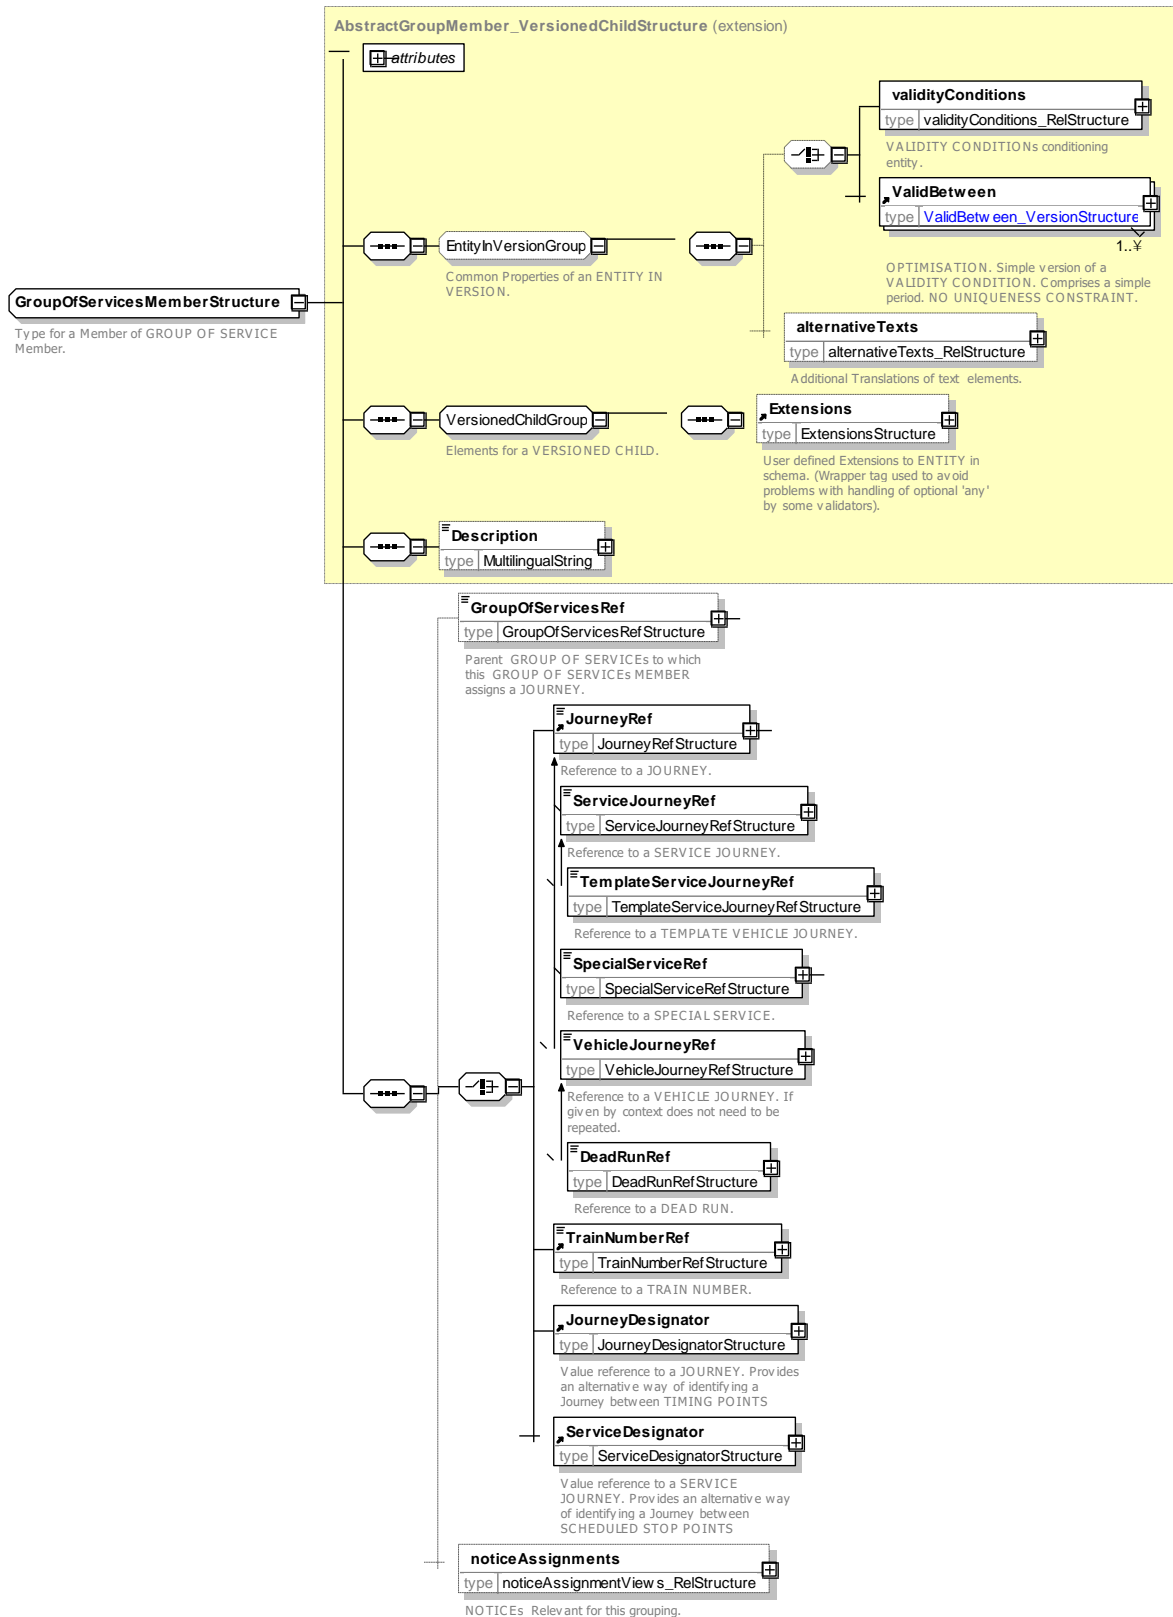 AbstractGroupMember_VersionedChildStructure (extension)
attributes
validityConditions
type validityConditions_RelStructure
VALIDITY CONDITIONs conditioning
entity.
ValidBetween
type ValidBetween_VersionStructure
1..¥
OPTIMISATION. Simple version of a
VALIDITY CONDITION. Comprises a simple
period. NO UNIQUENESS CONSTRAINT.
EntityInVersionGroup
Common Properties of an ENTITY IN
VERSION.
GroupOfServicesMemberStructure
Type for a Member of GROUP OF SERVICE
Member.
alternativeTexts
type alternativeTexts_RelStructure
Additional Translations of text elements.
VersionedChildGroup
Elements for a VERSIONED CHILD.
Extensions
type ExtensionsStructure
User defined Extensions to ENTITY in
schema. (Wrapper tag used to avoid
problems with handling of optional 'any'
by some validators).
Description
type MultilingualString
GroupOfServicesRef
type GroupOfServicesRefStructure
Parent GROUP OF SERVICEs to which
this GROUP OF SERVICEs MEMBER
assigns a JOURNEY.
JourneyRef
type JourneyRefStructure
Reference to a JOURNEY.
ServiceJourneyRef
type ServiceJourneyRefStructure
Reference to a SERVICE JOURNEY.
TemplateServiceJourneyRef
type TemplateServiceJourneyRefStructure
Reference to a TEMPLATE VEHICLE JOURNEY.
SpecialServiceRef
type SpecialServiceRefStructure
Reference to a SPECIAL SERVICE.
VehicleJourneyRef
type VehicleJourneyRefStructure
Reference to a VEHICLE JOURNEY. If
given by context does not need to be
repeated.
DeadRunRef
type DeadRunRefStructure
Reference to a DEAD RUN.
TrainNumberRef
type TrainNumberRefStructure
Reference to a TRAIN NUMBER.
JourneyDesignator
type JourneyDesignatorStructure
Value reference to a JOURNEY. Provides
an alternative way of identifying a
Journey between TIMING POINTS
ServiceDesignator
type ServiceDesignatorStructure
Value reference to a SERVICE
JOURNEY. Provides an alternative way
of identifying a Journey between
SCHEDULED STOP POINTS
noticeAssignments
type noticeAssignmentViews_RelStructure
NOTICEs Relevant for this grouping.